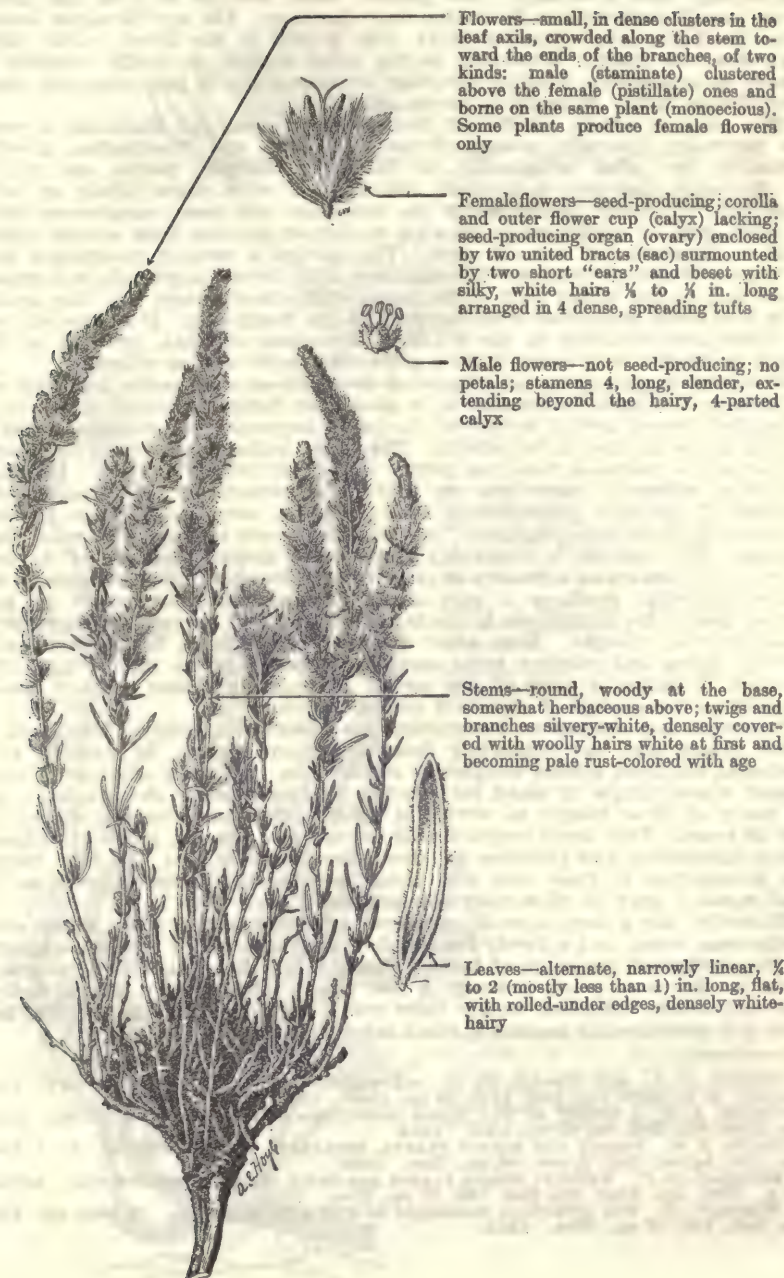 Flowers—small, in dense clusters in the
leaf axils, crowded along the stem to-
ward the ends of the branches, of two
kinds: male (staminate) clustered
above the female (pistillate) ones and
borne on the same plant (monoecious).
Some plants produce female flowers
only
Female flowers—seed-producing; corolla
and outer flower cup (calyx) lacking;
seed-producing organ (ovary) enclosed
by two united bracts (sac) surmounted
by two short "ears" and beset with
silky, white hairs to in. long
arranged in 4 dense, spreading tufts
Male flowers—not seed-producing; no
petals; stamens 4, long, slender, ex-
tending beyond the hairy, 4-parted
calyx
Stems—round, woody at the base,
somewhat herbaceous above; twigs and
branches silvery-white, densely cover-
ed with woolly hairs white at first and
becoming pale rust-colored with age
Leaves—alternate, narrowly linear,
to 2 (mostly less than 1) in. long, flat,
with rolled-under edges, densely white-
hairy
a.E.Hoyle